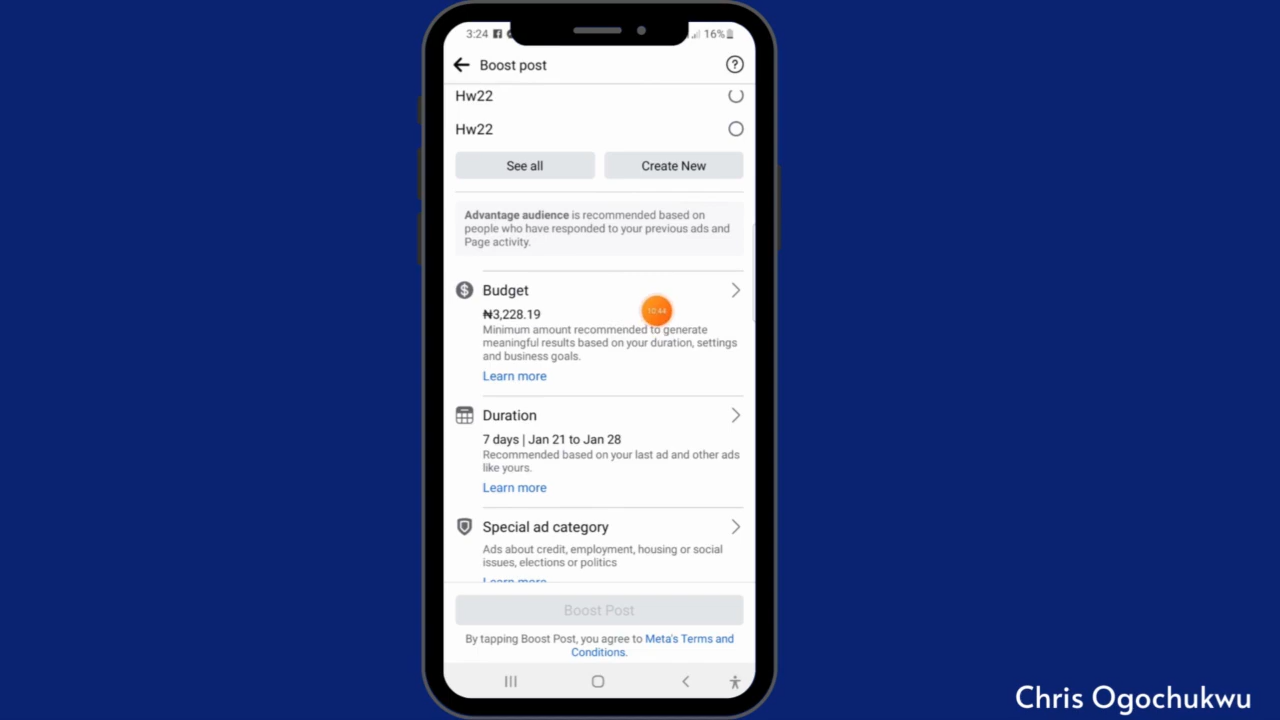 3:24
16%
Boost post
Hw22
Hw22
See all
Create New
Advantage audience is recommended based on
people who have responded to your previous ads and
Page activity.
Budget
₦3,228.19
10:44
Minimum amount recommended to generate
meaningful results based on your duration, settings
and business goals.
Learn more
Duration
7 days | Jan 21 to Jan 28
Recommended based on your last ad and other ads
like yours.
Learn more
Special ad category
Ads about credit, employment, housing or social
issues, elections or politics
Learn more
Boost Post
By tapping Boost Post, you agree to Meta's Terms and
Conditions.
Chris Ogochukwu